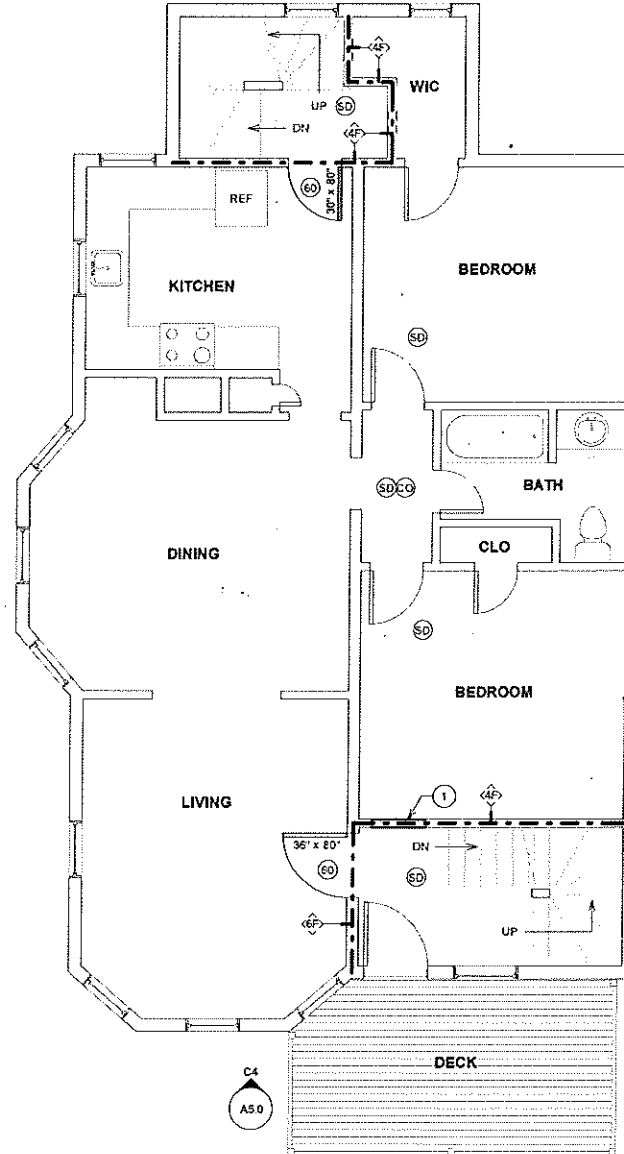 4F
WIC
UP
SD
DN
4F
60
30" x 80"
REF
BEDROOM
KITCHEN
SD
SD
CO
BATH
CLO
DINING
SD
BEDROOM
LIVING
1
4F
36" x 80"
DN
60
SD
6F
UP
DECK
C4
A5.0